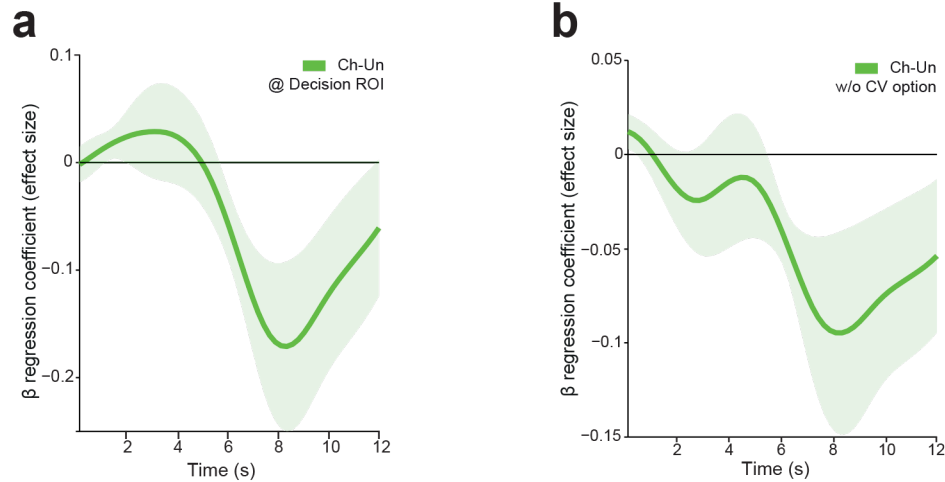 a
0.1
0
−0.1
−0.2
β regression coefficient (effect size)
Ch-Un
@ Decision ROI
2 4 6 8 10 12
Time (s)
b
0.05
0
−0.05
−0.1
−0.15
β regression coefficient (effect size)
Ch-Un
w/o CV option
2 4 6 8 10 12
Time (s)